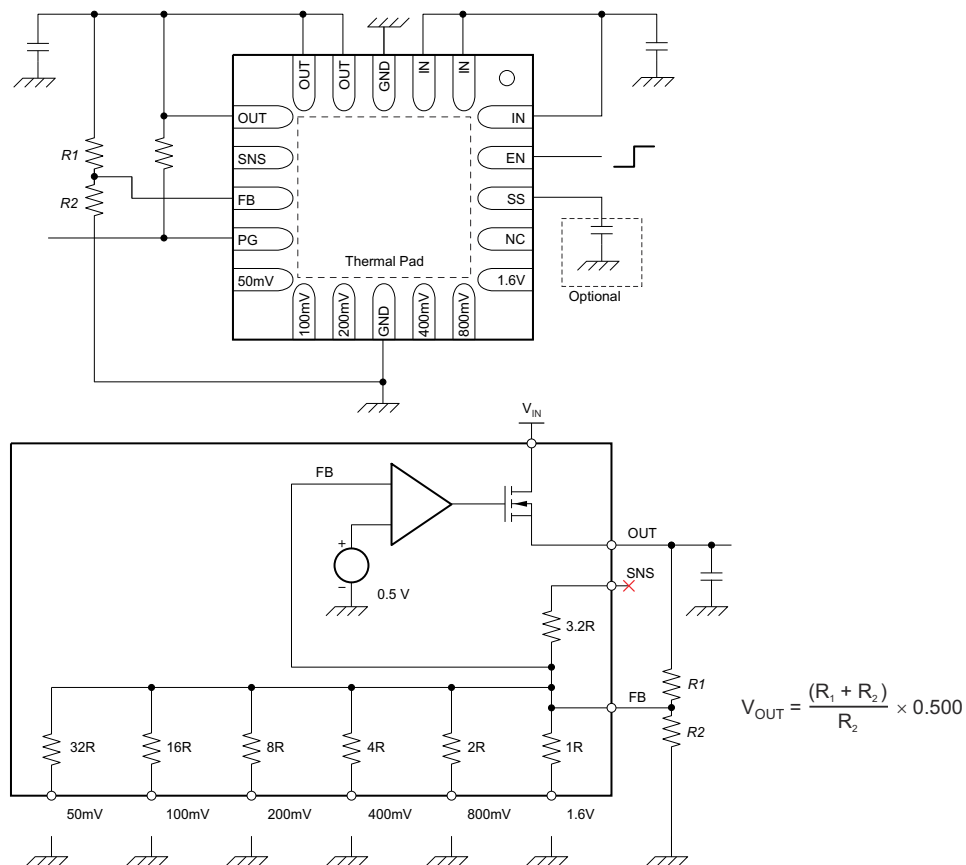 OUT
OUT
GND
IN
IN
OUT
IN
R1
SNS
EN
R2
FB
SS
PG
NC
Thermal Pad
50mV
1.6V
Optional
100mV
200mV
GND
400mV
800mV
V_IN
FB
OUT
+
SNS
−
0.5 V
3.2R
FB
R1
V_OUT = (R_1 + R_2) / R_2 × 0.500
R2
32R
16R
8R
4R
2R
1R
50mV
100mV
200mV
400mV
800mV
1.6V